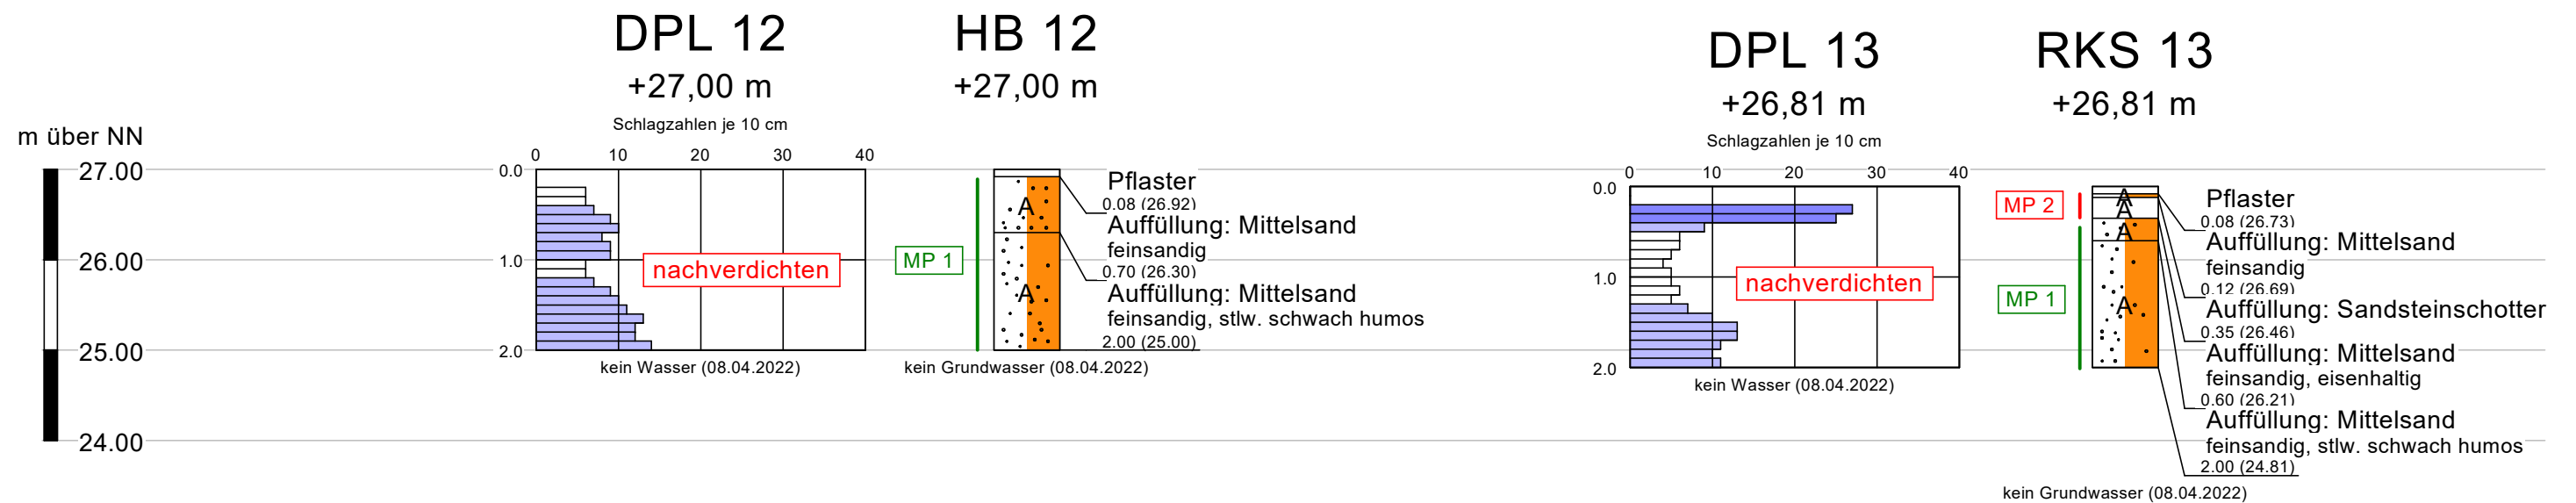 DPL 12
+27,00 m
Schlagzahlen je 10 cm
0 10 20 30 40
0.0
1.0
2.0
nachverdichten
kein Wasser (08.04.2022)
HB 12
+27,00 m
MP 1
A
A
Pflaster
0.08 (26.92)
Auffüllung: Mittelsand
feinsandig
0.70 (26.30)
Auffüllung: Mittelsand
feinsandig, stlw. schwach humos
2.00 (25.00)
kein Grundwasser (08.04.2022)
DPL 13
+26,81 m
Schlagzahlen je 10 cm
0 10 20 30 40
0.0
1.0
2.0
nachverdichten
kein Wasser (08.04.2022)
RKS 13
+26,81 m
MP 2
MP 1
A
A
A
A
Pflaster
0.08 (26.73)
Auffüllung: Mittelsand
feinsandig
0.12 (26.69)
Auffüllung: Sandsteinschotter
0.35 (26.46)
Auffüllung: Mittelsand
feinsandig, eisenhaltig
0.60 (26.21)
Auffüllung: Mittelsand
feinsandig, stlw. schwach humos
2.00 (24.81)
kein Grundwasser (08.04.2022)
m über NN
27.00
26.00
25.00
24.00